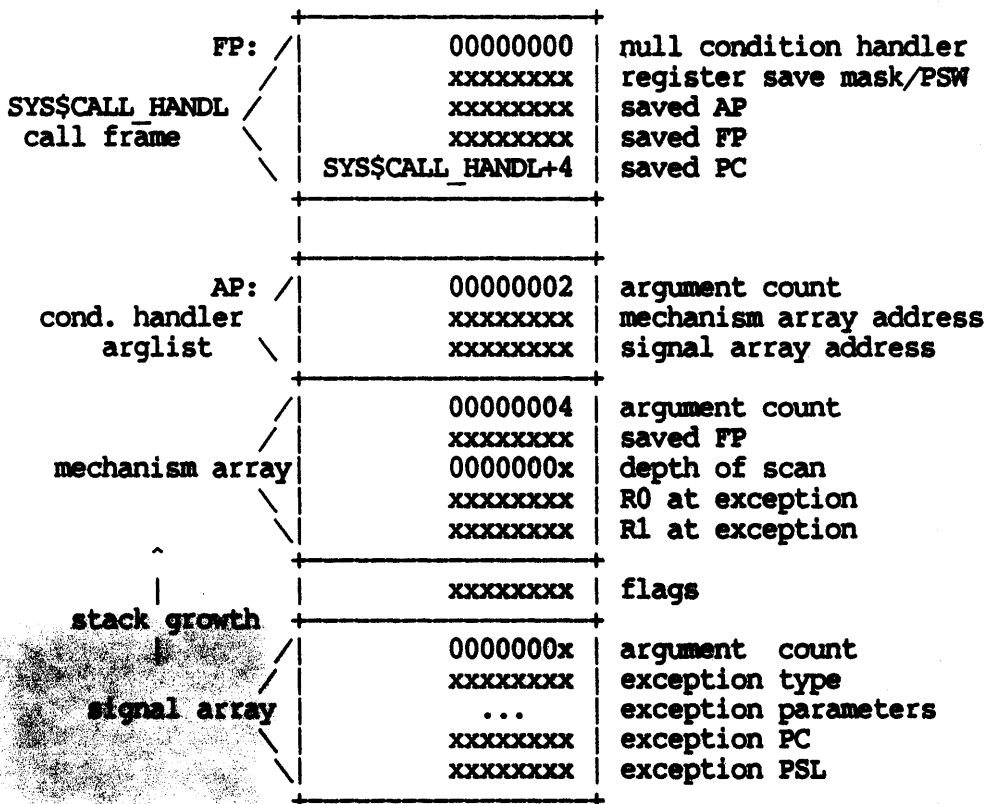 FP: 00000000 null condition handler
xxxxxxxx register save mask/PSW
SYS$CALL_HANDL xxxxxxxx saved AP
call frame xxxxxxxx saved FP
SYS$CALL_HANDL+4 saved PC
AP: 00000002 argument count
cond. handler xxxxxxxx mechanism array address
arglist xxxxxxxx signal array address
00000004 argument count
xxxxxxxx saved FP
mechanism array 0000000x depth of scan
xxxxxxxx R0 at exception
xxxxxxxx R1 at exception
xxxxxxxx flags
stack growth
0000000x argument count
xxxxxxxx exception type
signal array ... exception parameters
xxxxxxxx exception PC
xxxxxxxx exception PSL